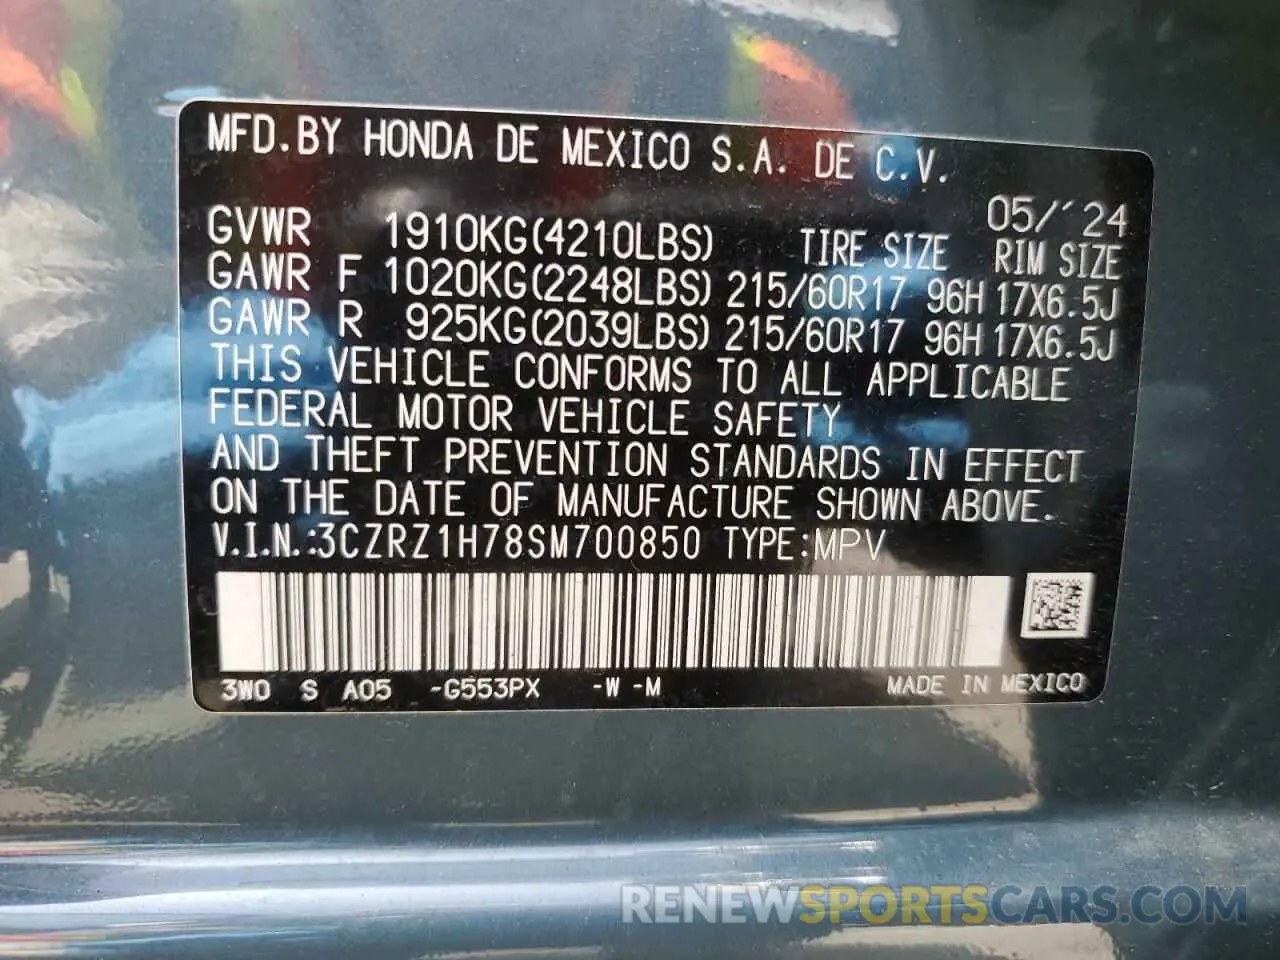 MFD.BY HONDA DE MEXICO S.A. DE C.V.
05/´24
GVWR 1910KG(4210LBS) TIRE SIZE RIM SIZE
GAWR F 1020KG(2248LBS) 215/60R17 96H 17X6.5J
GAWR R 925KG(2039LBS) 215/60R17 96H 17X6.5J
THIS VEHICLE CONFORMS TO ALL APPLICABLE
FEDERAL MOTOR VEHICLE SAFETY
AND THEFT PREVENTION STANDARDS IN EFFECT
ON THE DATE OF MANUFACTURE SHOWN ABOVE.
V.I.N.:3CZRZ1H78SM700850 TYPE:MPV
3W0 S A05 -G553PX -W -M MADE IN MEXICO
RENEWSPORTSCARS.COM